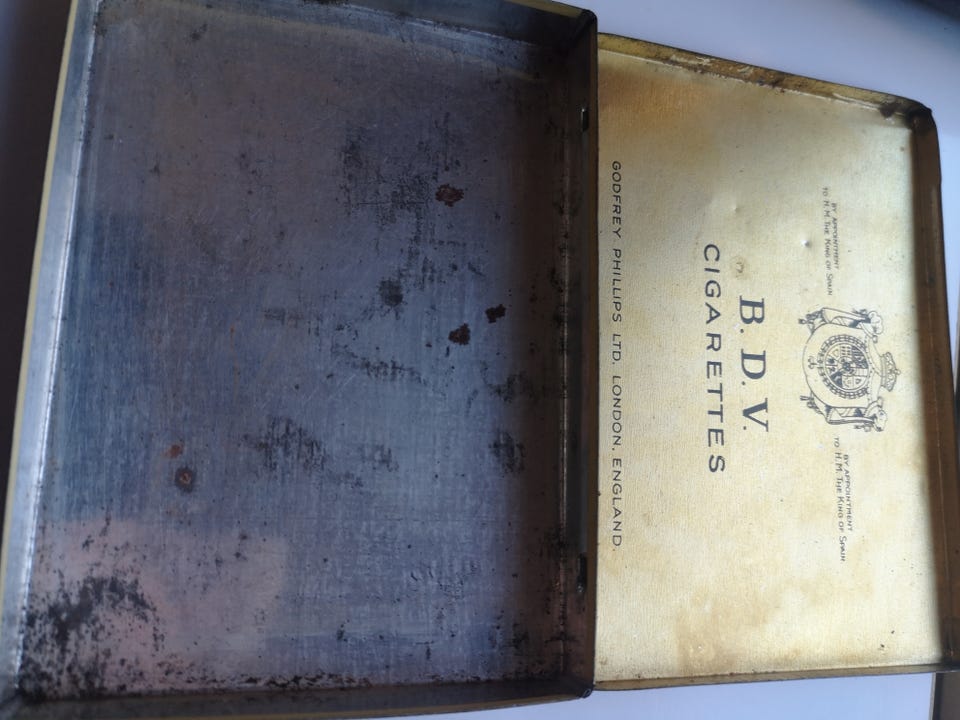 BY APPOINTMENT
TO H. M. THE KING OF SPAIN
BY APPOINTMENT
TO H. M. THE KING OF SPAIN
B. D. V.
CIGARETTES
GODFREY PHILLIPS LTD. LONDON, ENGLAND.